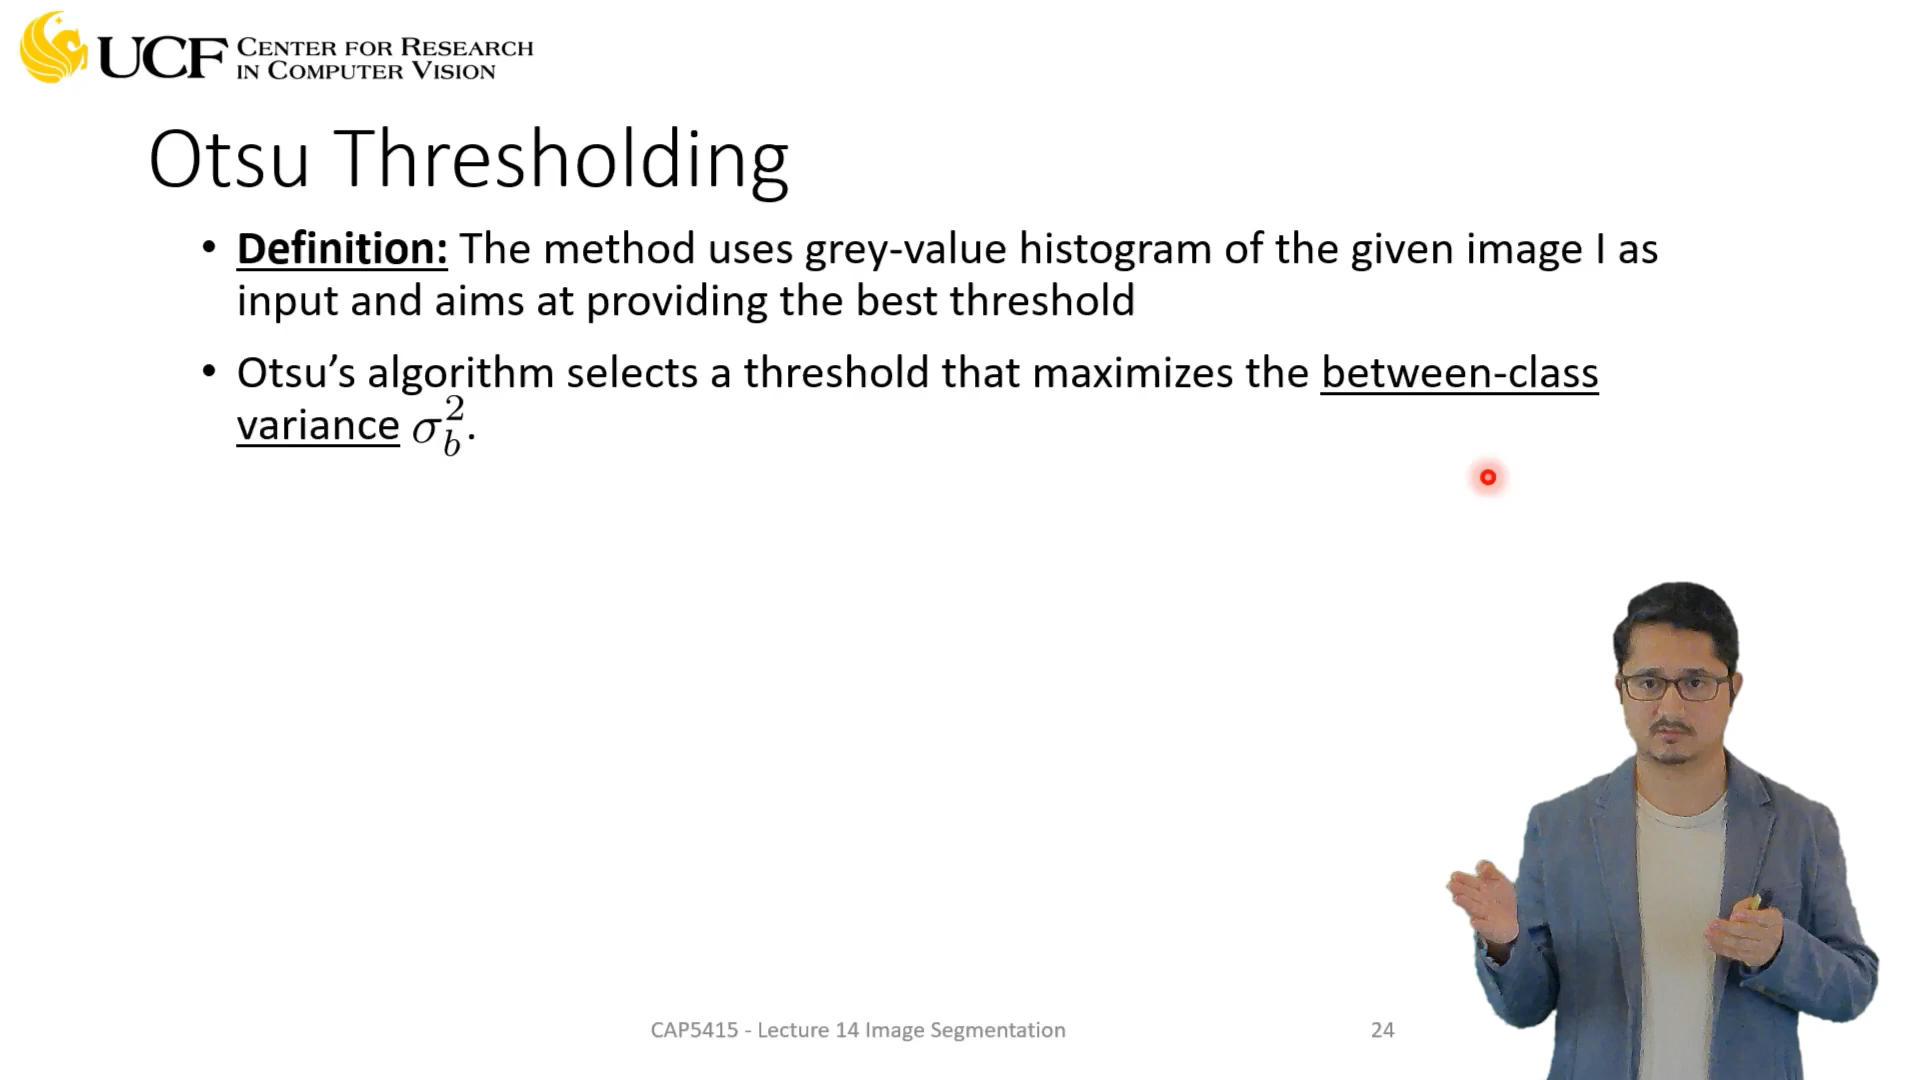 UCF CENTER FOR RESEARCH
IN COMPUTER VISION
Otsu Thresholding
• Definition: The method uses grey-value histogram of the given image I as
input and aims at providing the best threshold
• Otsu’s algorithm selects a threshold that maximizes the between-class
variance σ_b^2.
CAP5415 - Lecture 14 Image Segmentation 24